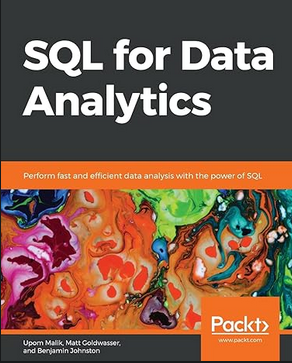 SQL for Data
Analytics
Perform fast and efficient data analysis with the power of SQL
Upom Malik, Matt Goldwasser,
and Benjamin Johnston
Packt>
www.packt.com